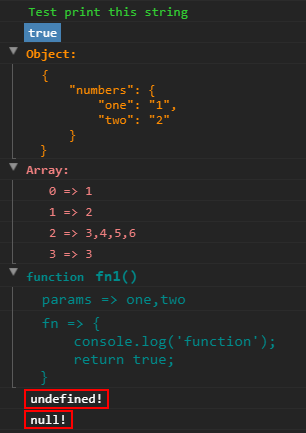 Test print this string
true
Object:
{
"numbers": {
"one": "1",
"two": "2"
}
}
Array:
0 => 1
1 => 2
2 => 3,4,5,6
3 => 3
function fn1()
params => one,two
fn => {
console.log('function');
return true;
}
undefined!
null!